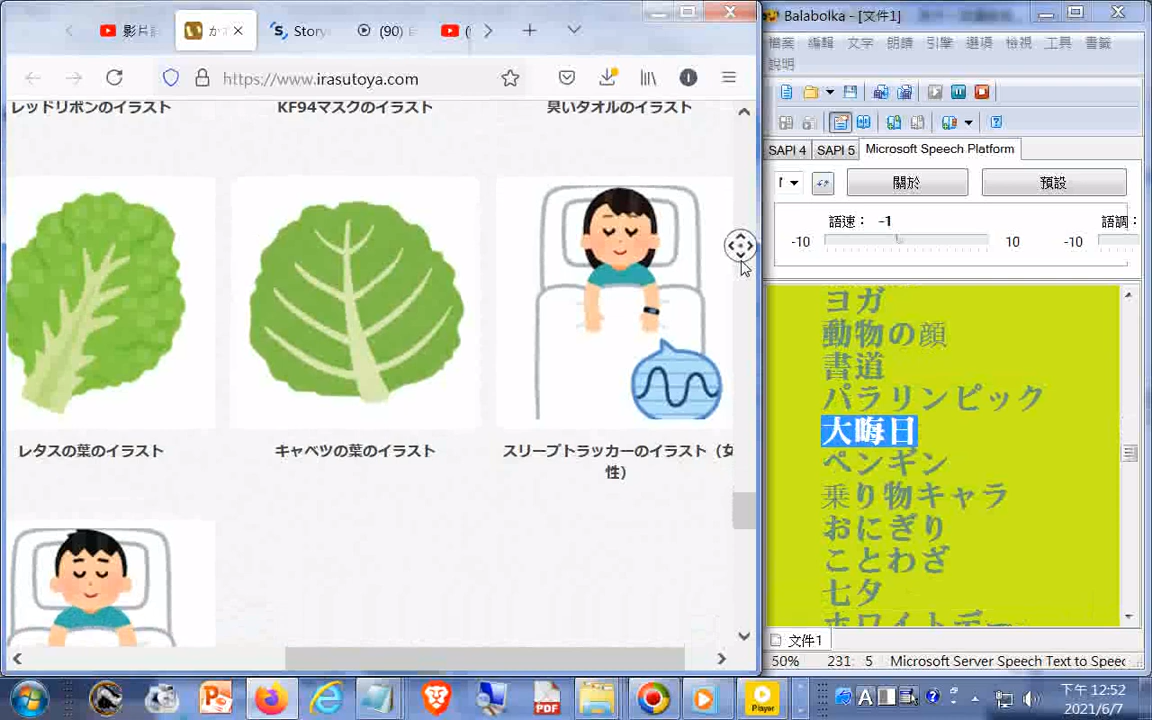 影片
か
Story
(90)
(
https://www.irasutoya.com
レッドリボンのイラスト
KF94マスクのイラスト
臭いタオルのイラスト
レタスの葉のイラスト
キャベツの葉のイラスト
スリープトラッカーのイラスト（女
性）
Balabolka - [文件1]
檔案 編輯 文字 朗讀 引擎 選項 檢視 工具 書籤
說明
SAPI 4 SAPI 5 Microsoft Speech Platform
關於 預設
語速： -1 語調：
-10 10 -10
ヨガ
動物の顔
書道
パラリンピック
大晦日
ペンギン
乗り物キャラ
おにぎり
ことわざ
七夕
ホワイトデー
文件1
50% 231: 5 Microsoft Server Speech Text to Speec
PDF
Player
下午 12:52
2021/6/7